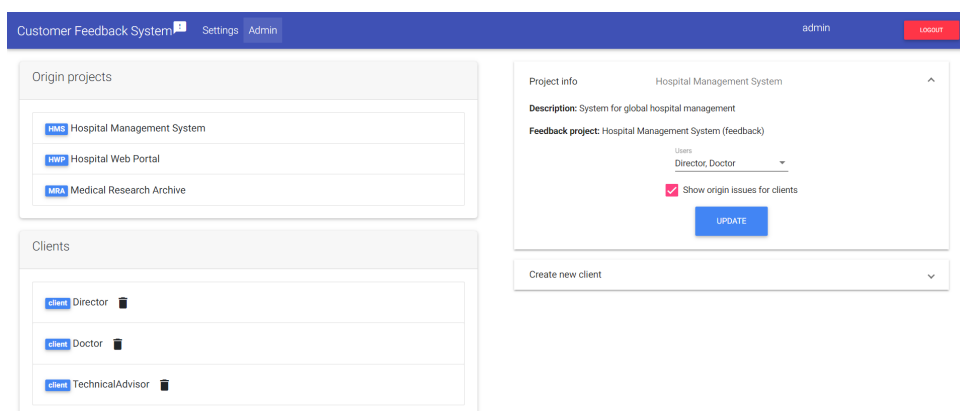 Customer Feedback System ! Settings Admin admin LOGOUT
Origin projects
HMS Hospital Management System
HWP Hospital Web Portal
MRA Medical Research Archive
Clients
client Director
client Doctor
client TechnicalAdvisor
Project info Hospital Management System
Description: System for global hospital management
Feedback project: Hospital Management System (feedback)
Users
Director, Doctor
Show origin issues for clients
UPDATE
Create new client